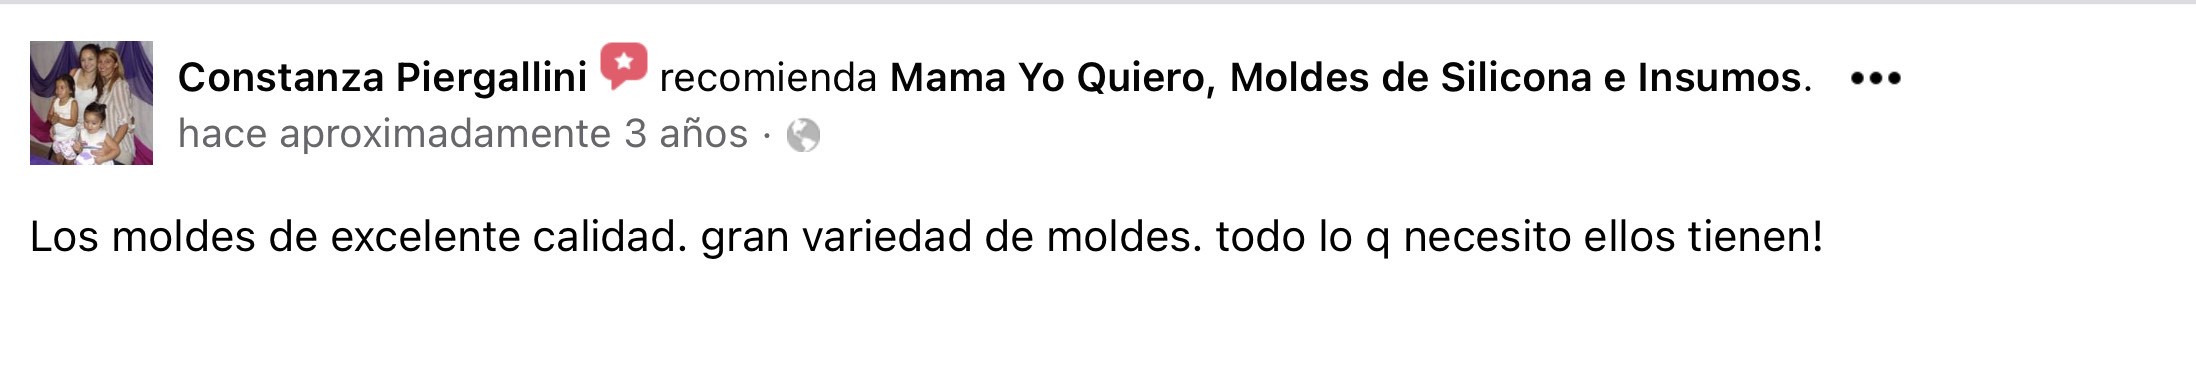 Constanza Piergallini recomienda Mama Yo Quiero, Moldes de Silicona e Insumos.
hace aproximadamente 3 años ·
Los moldes de excelente calidad. gran variedad de moldes. todo lo q necesito ellos tienen!